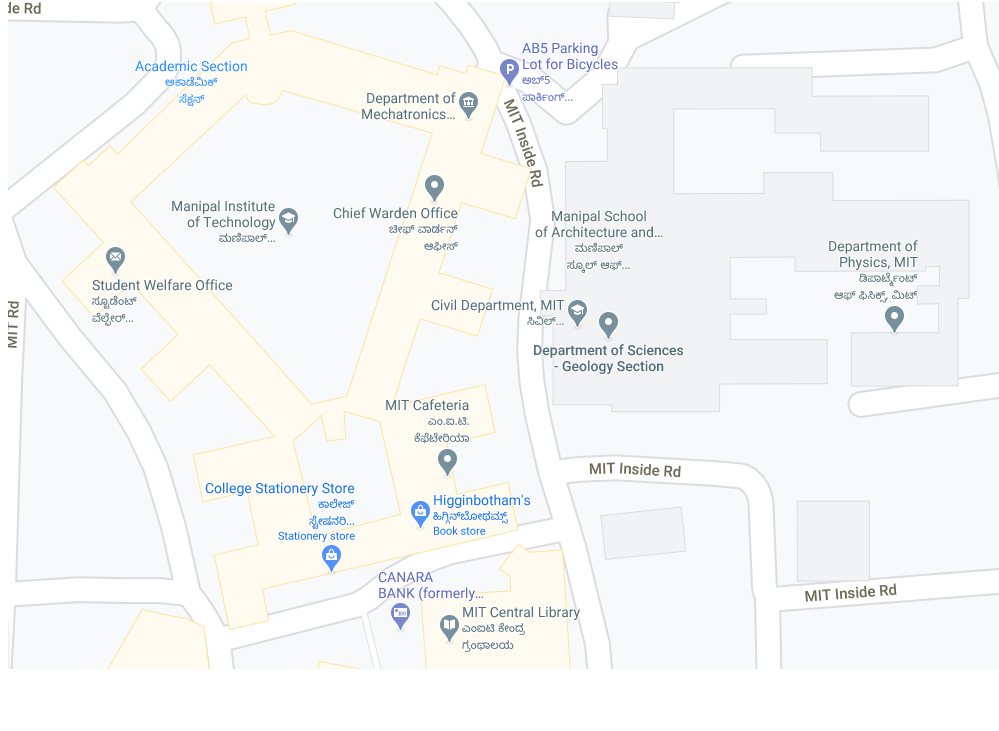 de Rd
Academic Section
ಅಕಾಡೆಮಿಕ್
ಸೆಕ್ಷನ್
AB5 Parking
Lot for Bicycles
ಅಬ್5
ಪಾರ್ಕಿಂಗ್...
Department of
Mechatronics...
MIT Inside Rd
Manipal Institute
of Technology
ಮಣಿಪಾಲ್...
Chief Warden Office
ಚೀಫ್ ವಾರ್ಡನ್
ಆಫೀಸ್
Manipal School
of Architecture and...
ಮಣಿಪಾಲ್
ಸ್ಕೂಲ್ ಆಫ್...
Department of
Physics, MIT
ಡಿಪಾರ್ಟ್ಮೆಂಟ್
ಆಫ್ ಫಿಸಿಕ್ಸ್, ಮಿಟ್
Student Welfare Office
ಸ್ಟೂಡೆಂಟ್
ವೆಲ್ಫೇರ್...
MIT Rd
Civil Department, MIT
ಸಿವಿಲ್...
Department of Sciences
- Geology Section
MIT Cafeteria
ಎಂ.ಐ.ಟಿ.
ಕೆಫೆಟೇರಿಯಾ
MIT Inside Rd
College Stationery Store
ಕಾಲೇಜ್
ಸ್ಟೇಷನರಿ...
Stationery store
Higginbotham's
ಹಿಗ್ಗಿನ್‌ಬೋಥಮ್ಸ್
Book store
CANARA
BANK (formerly...
MIT Central Library
ಎಂಐಟಿ ಕೇಂದ್ರ
ಗ್ರಂಥಾಲಯ
MIT Inside Rd